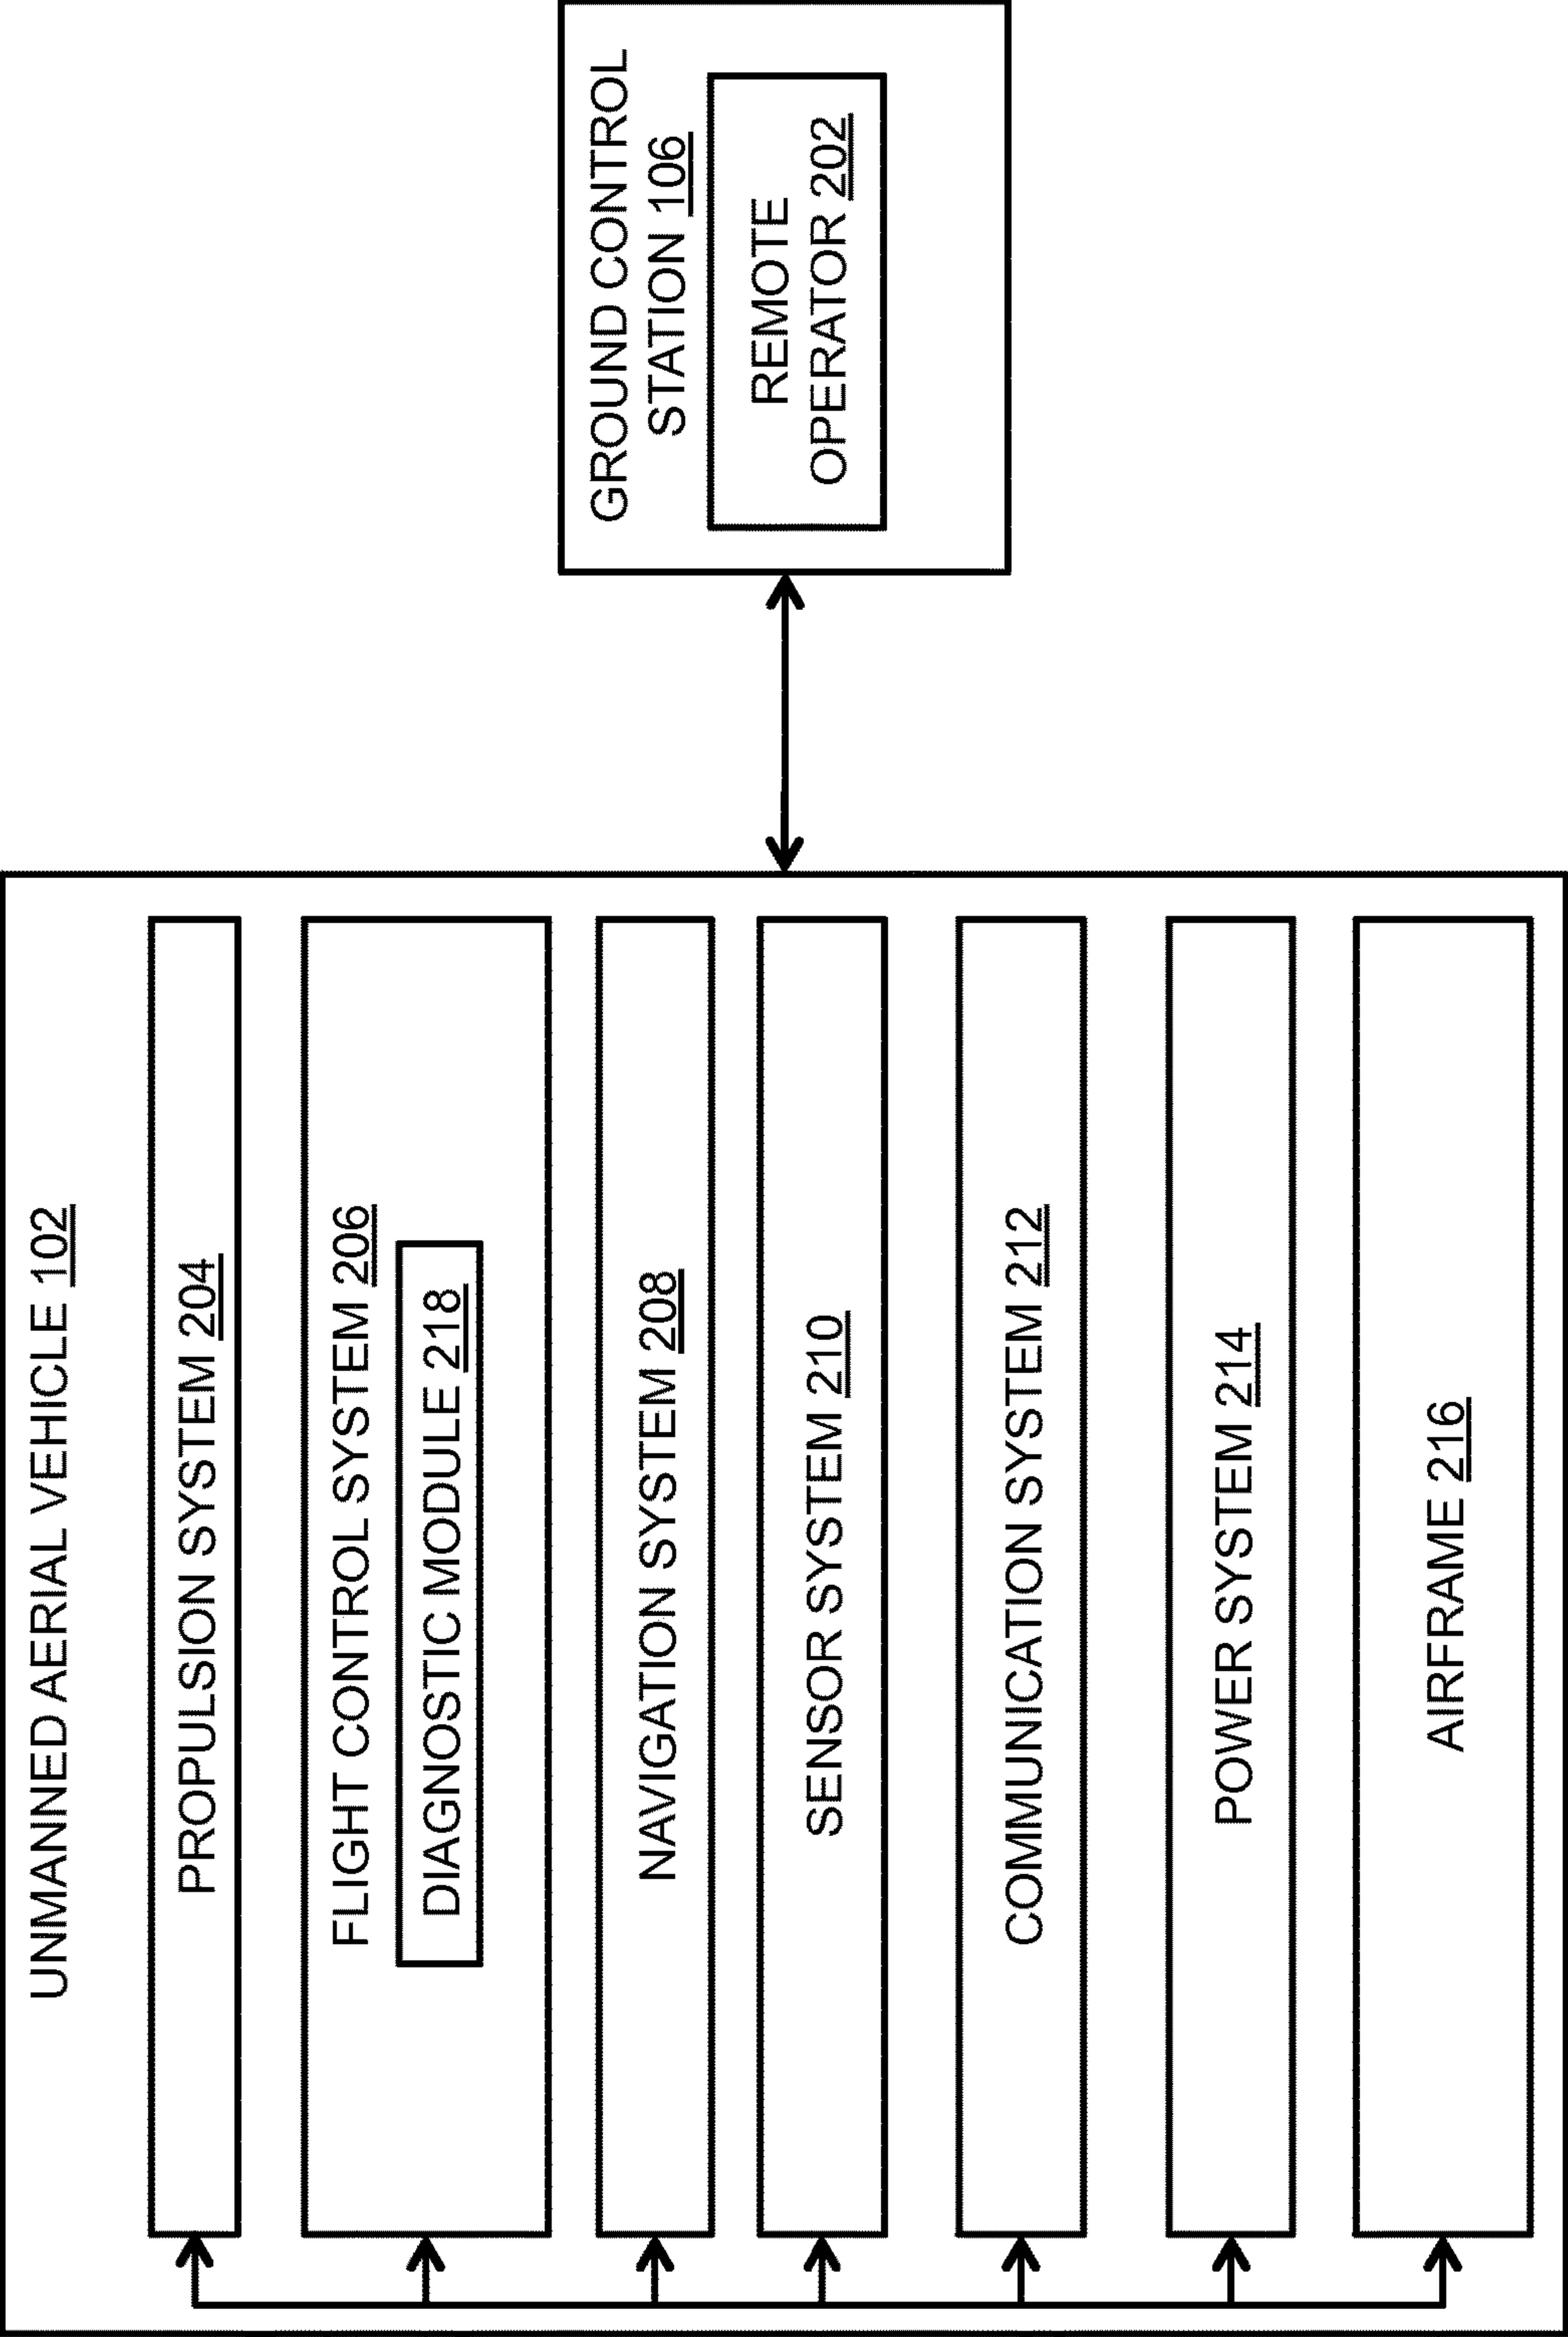 UNMANNED AERIAL VEHICLE 102
PROPULSION SYSTEM 204
FLIGHT CONTROL SYSTEM 206
DIAGNOSTIC MODULE 218
NAVIGATION SYSTEM 208
SENSOR SYSTEM 210
COMMUNICATION SYSTEM 212
POWER SYSTEM 214
AIRFRAME 216
GROUND CONTROL
STATION 106
REMOTE
OPERATOR 202